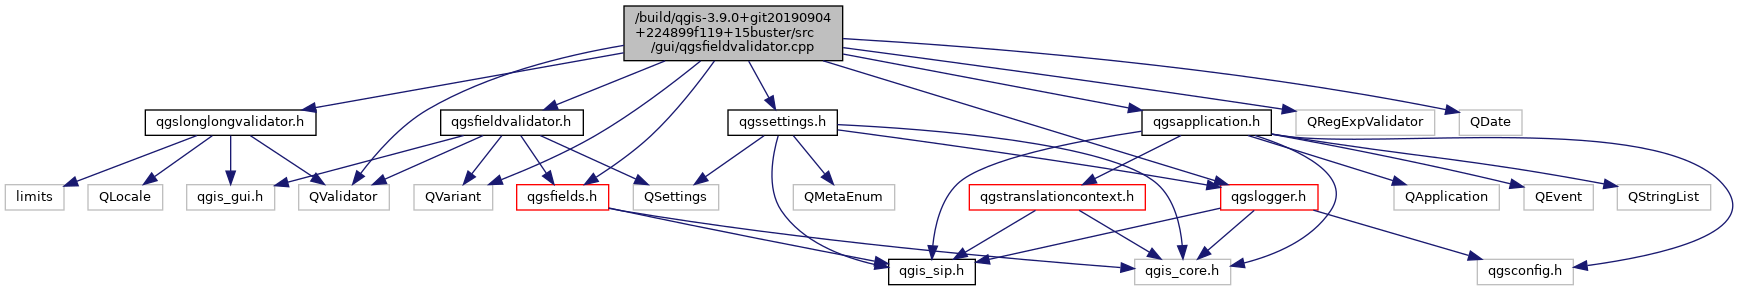 /build/qgis-3.9.0+git20190904
+224899f119+15buster/src
/gui/qgsfieldvalidator.cpp
qgslonglongvalidator.h
qgsfieldvalidator.h
qgssettings.h
qgsapplication.h
QRegExpValidator
QDate
limits
QLocale
qgis_gui.h
QValidator
QVariant
qgsfields.h
QSettings
QMetaEnum
qgstranslationcontext.h
qgslogger.h
QApplication
QEvent
QStringList
qgis_sip.h
qgis_core.h
qgsconfig.h